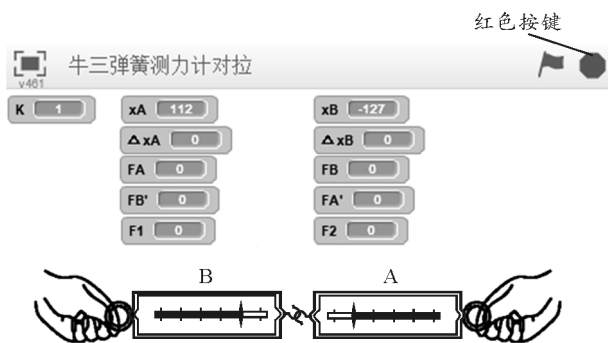 红色按键
牛三弹簧测力计对拉
v461
K 1 xA 112 xB -127
ΔxA 0 ΔxB 0
FA 0 FB 0
FB' 0 FA' 0
F1 0 F2 0
B A